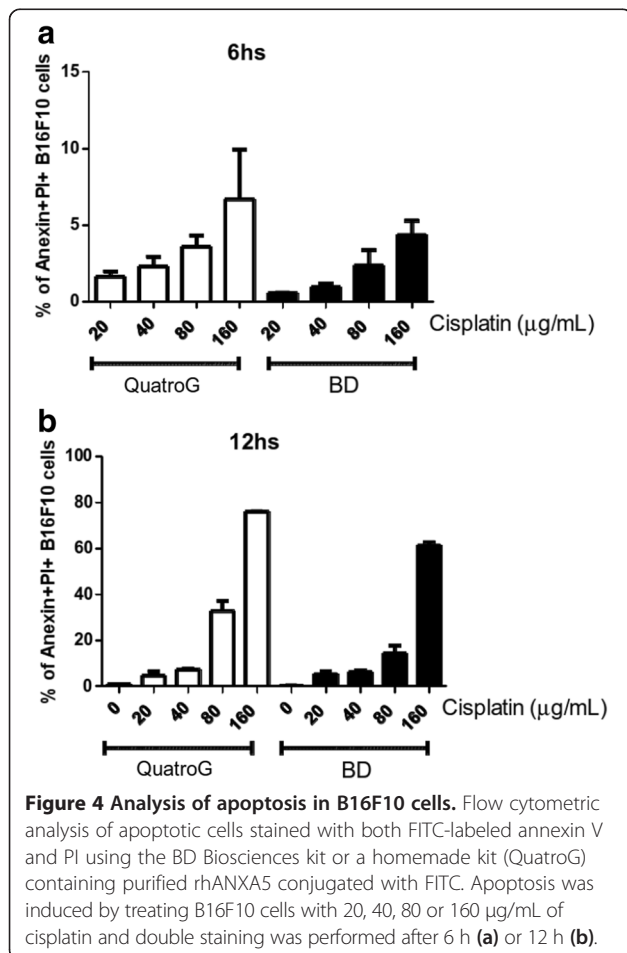 a
6hs
% of Anexin+PI+ B16F10 cells
15
10
5
0
20 40 80 160 20 40 80 160 Cisplatin (µg/mL)
QuatroG BD
b
12hs
% of Anexin+PI+ B16F10 cells
100
80
60
40
20
0
0 20 40 80 160 0 20 40 80 160 Cisplatin (µg/mL)
QuatroG BD
Figure 4 Analysis of apoptosis in B16F10 cells. Flow cytometric
analysis of apoptotic cells stained with both FITC-labeled annexin V
and PI using the BD Biosciences kit or a homemade kit (QuatroG)
containing purified rhANXA5 conjugated with FITC. Apoptosis was
induced by treating B16F10 cells with 20, 40, 80 or 160 µg/mL of
cisplatin and double staining was performed after 6 h (a) or 12 h (b).